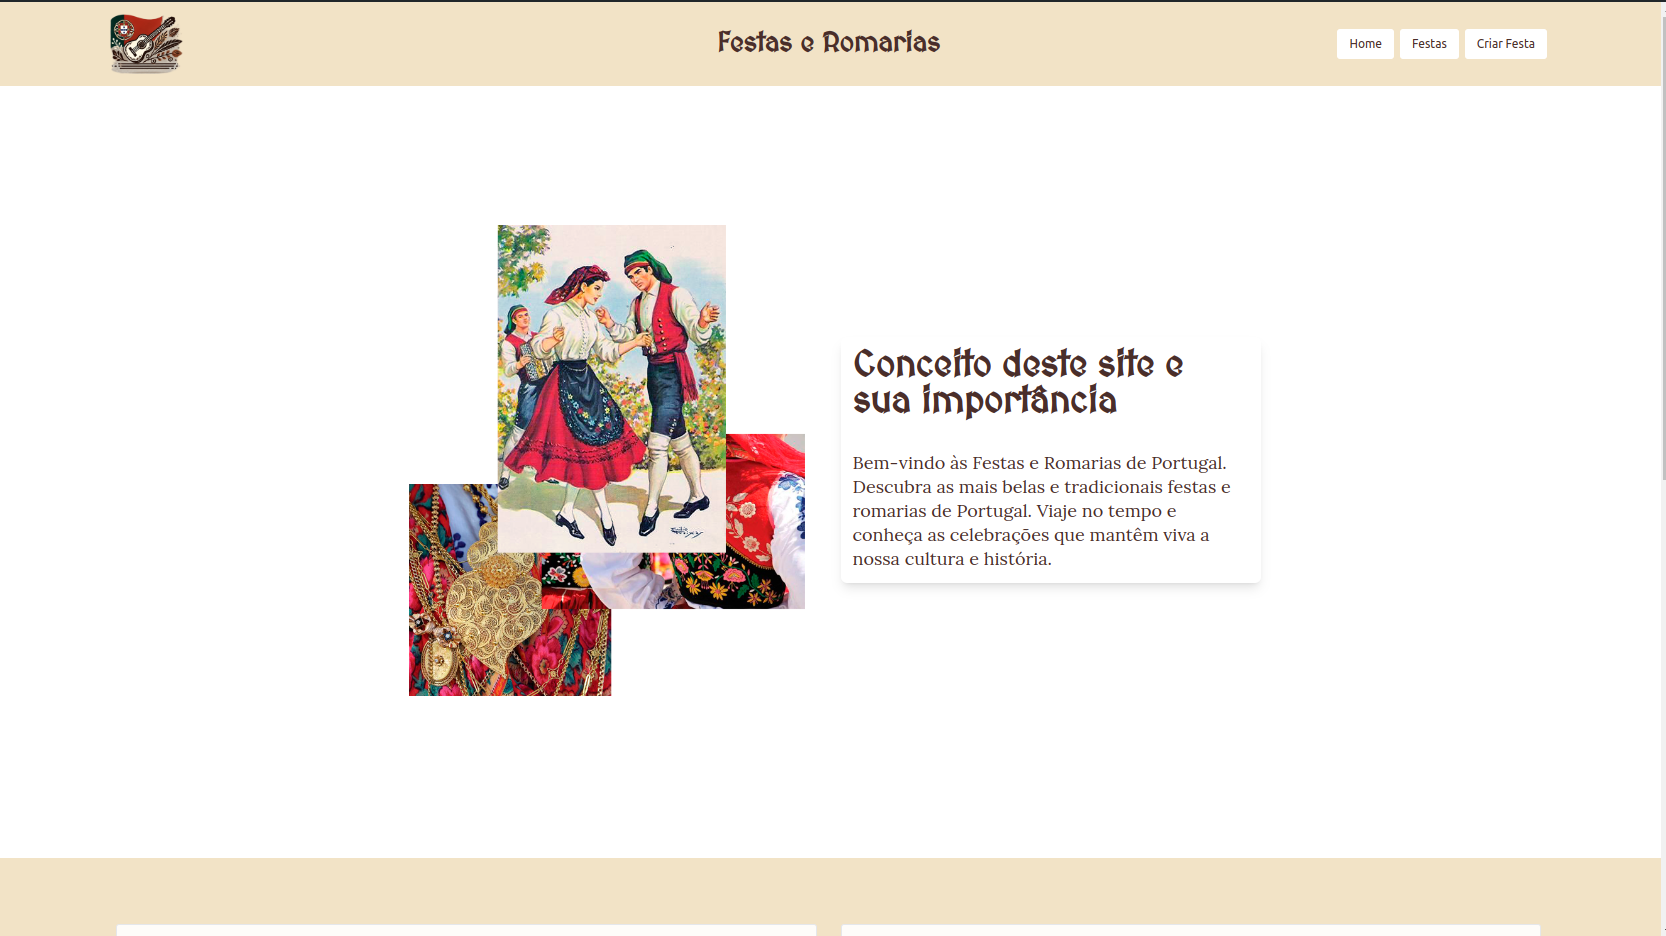 Festas e Romarias
Home
Festas
Criar Festa
Conceito deste site e
sua importância
Bem-vindo às Festas e Romarias de Portugal.
Descubra as mais belas e tradicionais festas e
romarias de Portugal. Viaje no tempo e
conheça as celebrações que mantêm viva a
nossa cultura e história.